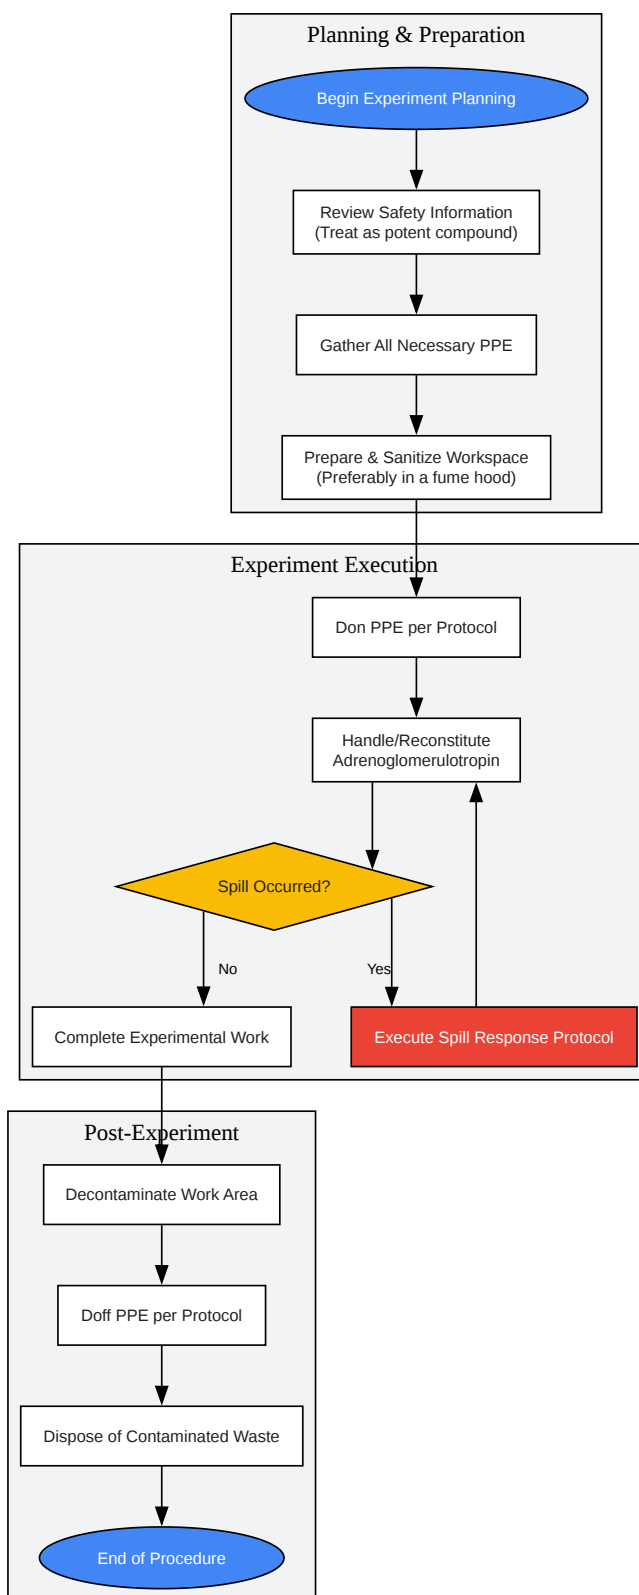 Planning & Preparation
Begin Experiment Planning
Review Safety Information
(Treat as potent compound)
Gather All Necessary PPE
Prepare & Sanitize Workspace
(Preferably in a fume hood)
Experiment Execution
Don PPE per Protocol
Handle/Reconstitute
Adrenoglomerulotropin
Spill Occurred?
No
Yes
Complete Experimental Work
Execute Spill Response Protocol
Post-Experiment
Decontaminate Work Area
Doff PPE per Protocol
Dispose of Contaminated Waste
End of Procedure